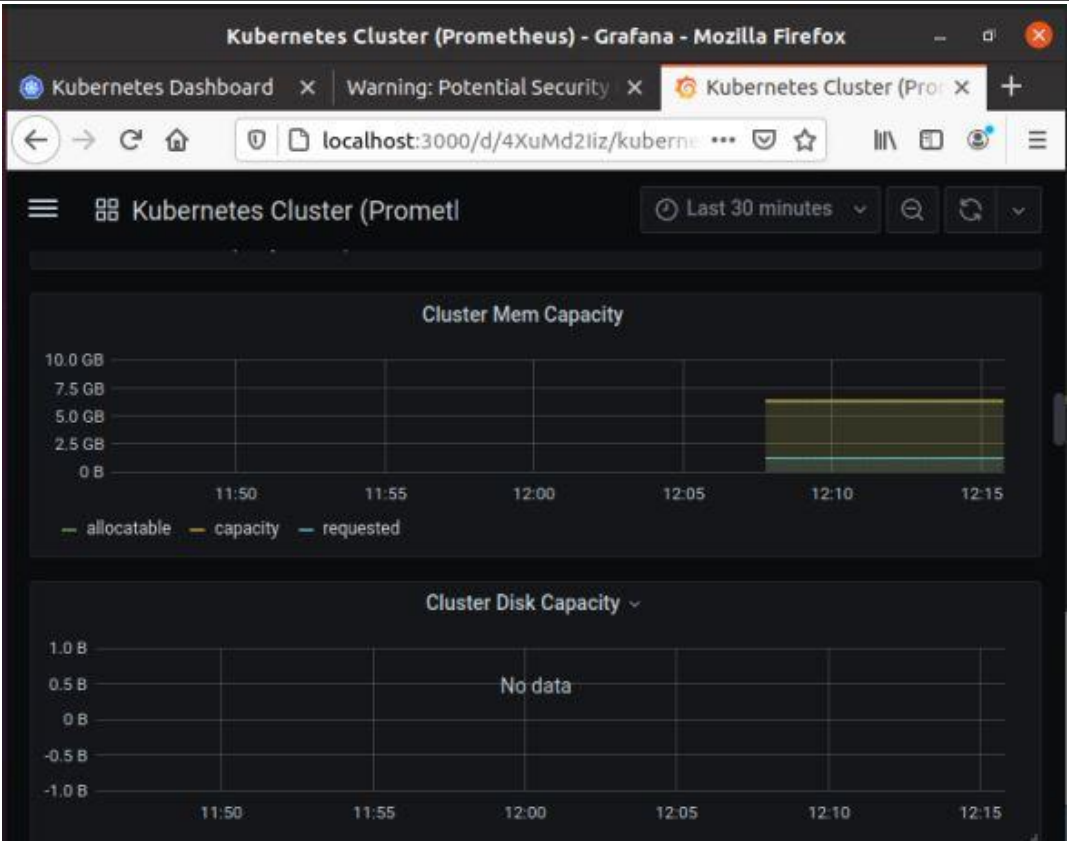 Kubernetes Cluster (Prometheus) - Grafana - Mozilla Firefox
Kubernetes Dashboard
Warning: Potential Security
Kubernetes Cluster (Pro
localhost:3000/d/4XuMd2Iiz/kuberne
Kubernetes Cluster (Promet
Last 30 minutes
Cluster Mem Capacity
10.0 GB
7.5 GB
5.0 GB
2.5 GB
0 B
11:50 11:55 12:00 12:05 12:10 12:15
allocatable capacity requested
Cluster Disk Capacity
1.0 B
0.5 B
No data
0 B
-0.5 B
-1.0 B
11:50 11:55 12:00 12:05 12:10 12:15